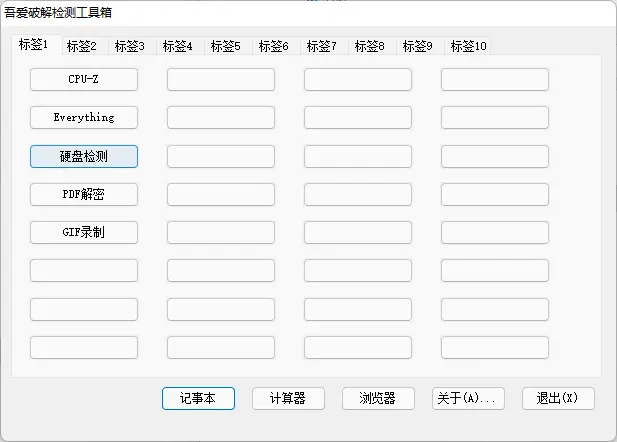 吾爱破解检测工具箱
标签1 标签2 标签3 标签4 标签5 标签6 标签7 标签8 标签9 标签10
CPU-Z
Everything
硬盘检测
PDF解密
GIF录制
记事本 计算器 浏览器 关于(A)... 退出(X)